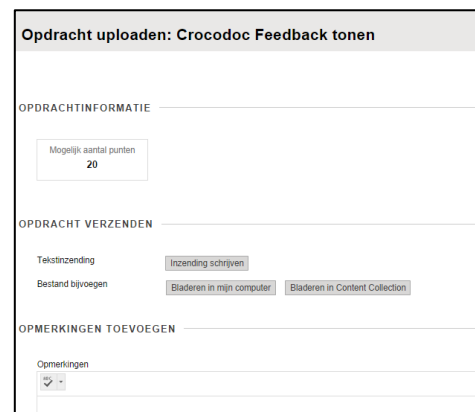 Opdracht uploaden: Crocodoc Feedback tonen
OPDRACHTINFORMATIE
Mogelijk aantal punten
20
OPDRACHT VERZENDEN
Tekstinzending Inzending schrijven
Bestand bijvoegen Bladeren in mijn computer Bladeren in Content Collection
OPMERKINGEN TOEVOEGEN
Opmerkingen
ABC